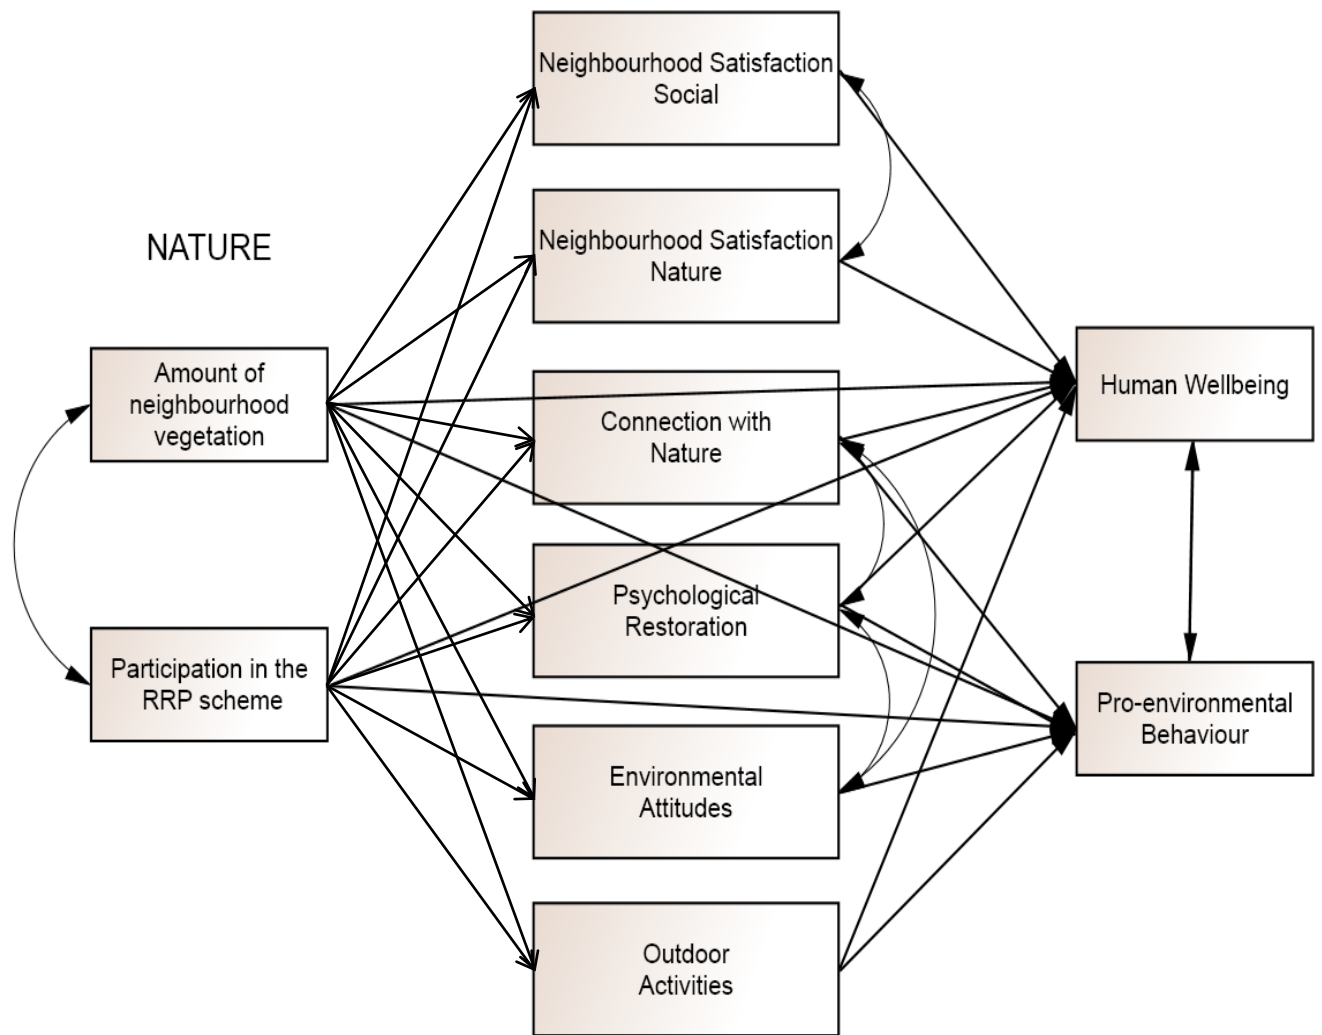 NATURE
Amount of
neighbourhood
vegetation
Participation in the
RRP scheme
Neighbourhood Satisfaction
Social
Neighbourhood Satisfaction
Nature
Connection with
Nature
Psychological
Restoration
Environmental
Attitudes
Outdoor
Activities
Human Wellbeing
Pro-environmental
Behaviour